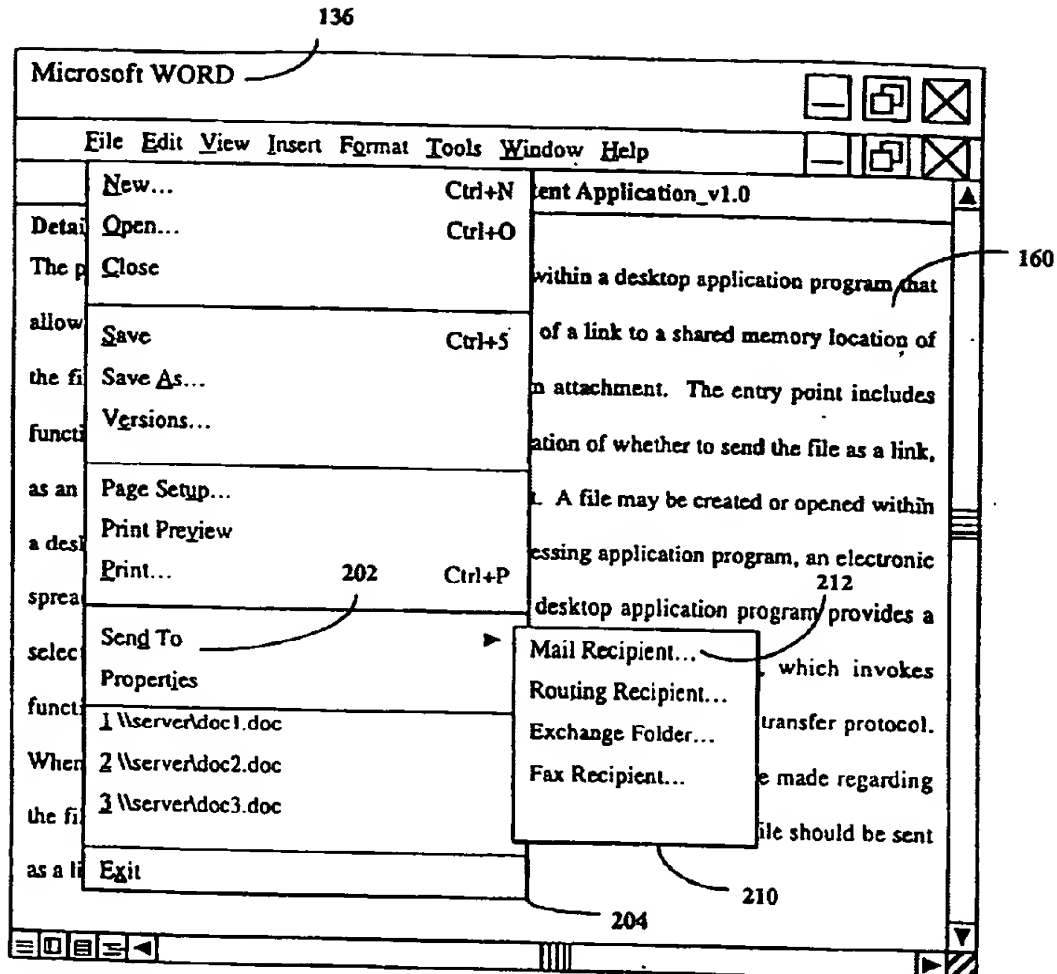 136
Microsoft WORD
File Edit View Insert Format Tools Window Help
New... Ctrl+N tent Application_v1.0
Detai Open... Ctrl+O
The p Close within a desktop application program that 160
allow Save Ctrl+S of a link to a shared memory location of
the fi Save As... n attachment. The entry point includes
functi Versions... ation of whether to send the file as a link,
as an Page Setup... t. A file may be created or opened within
Print Preview
a desk Print... 202 Ctrl+P essing application program, an electronic
212
sprea desktop application program provides a
selec Send To Mail Recipient... , which invokes
Properties Routing Recipient...
functi 1 \\server\doc1.doc Exchange Folder... transfer protocol.
When 2 \\server\doc2.doc Fax Recipient... e made regarding
the fi 3 \\server\doc3.doc ile should be sent
as a li Exit
210
204